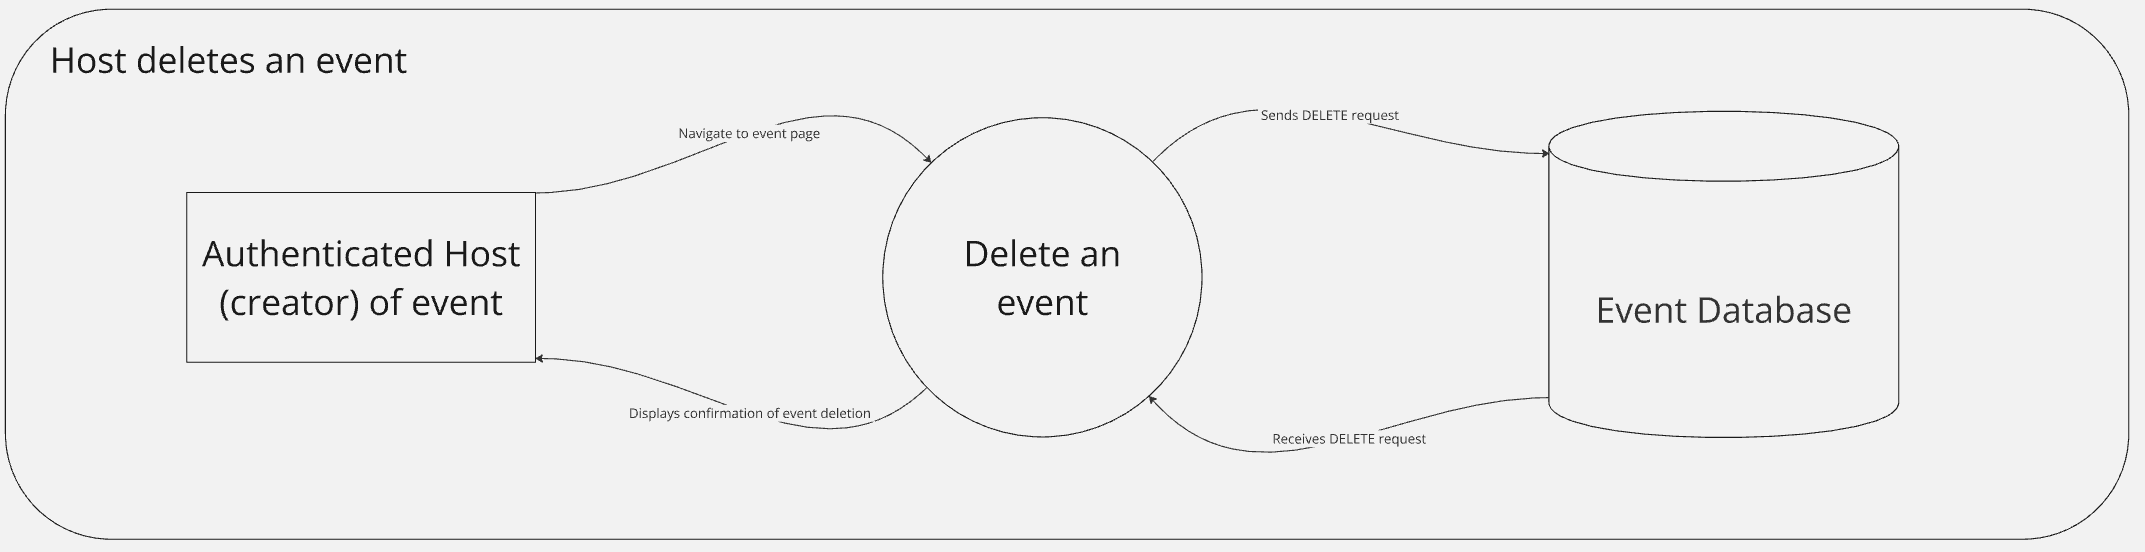 Host deletes an event
Navigate to event page
Sends DELETE request
Authenticated Host
(creator) of event
Delete an
event
Event Database
Displays confirmation of event deletion
Receives DELETE request